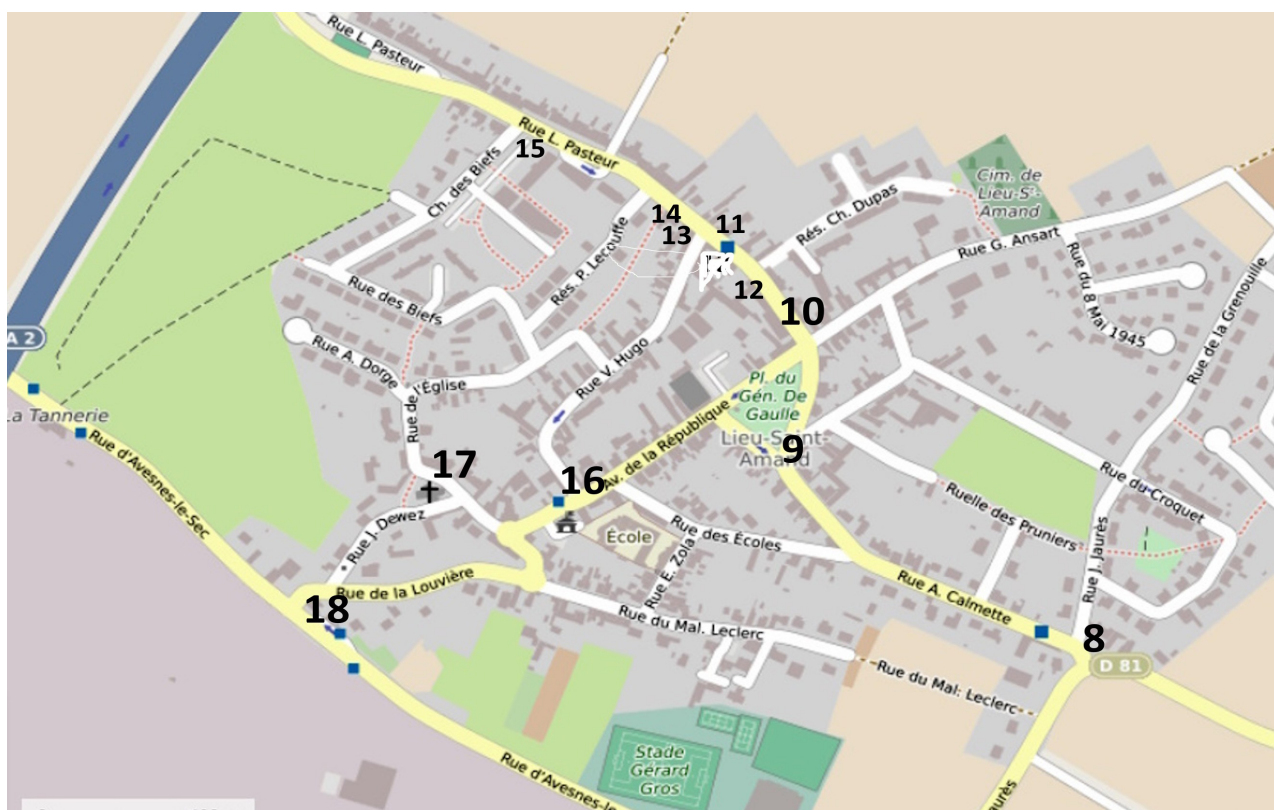 Rue L. Pasteur
Rue L. Pasteur
15
Ch. des Biefs
14
13
11
12
10
Rés. Ch. Dupas
Cim. de
Lieu-St-
Amand
Rue G. Ansart
Rue du 8 Mai 1945
Rue de la Grenouille
Rés. P. Lecouffe
Rue des Biefs
A 2
Rue A. Dorge
Rue de l'Église
Rue V. Hugo
Pl. du
Gén. De
Gaulle
La Tannerie
Rue d'Avesnes-le-Sec
Av. de la République
Lieu-Saint-
Amand
9
17
16
Rue J. Dewez
École
Rue des Écoles
Rue E. Zola
Ruelle des Pruniers
Rue du Croquet
Rue J. Jaurès
Rue de la Louvière
18
Rue A. Calmette
8
D 81
Rue du Mal. Leclerc
Rue du Mal. Leclerc
Stade
Gérard
Gros
Rue d'Avesnes-le-
aurès